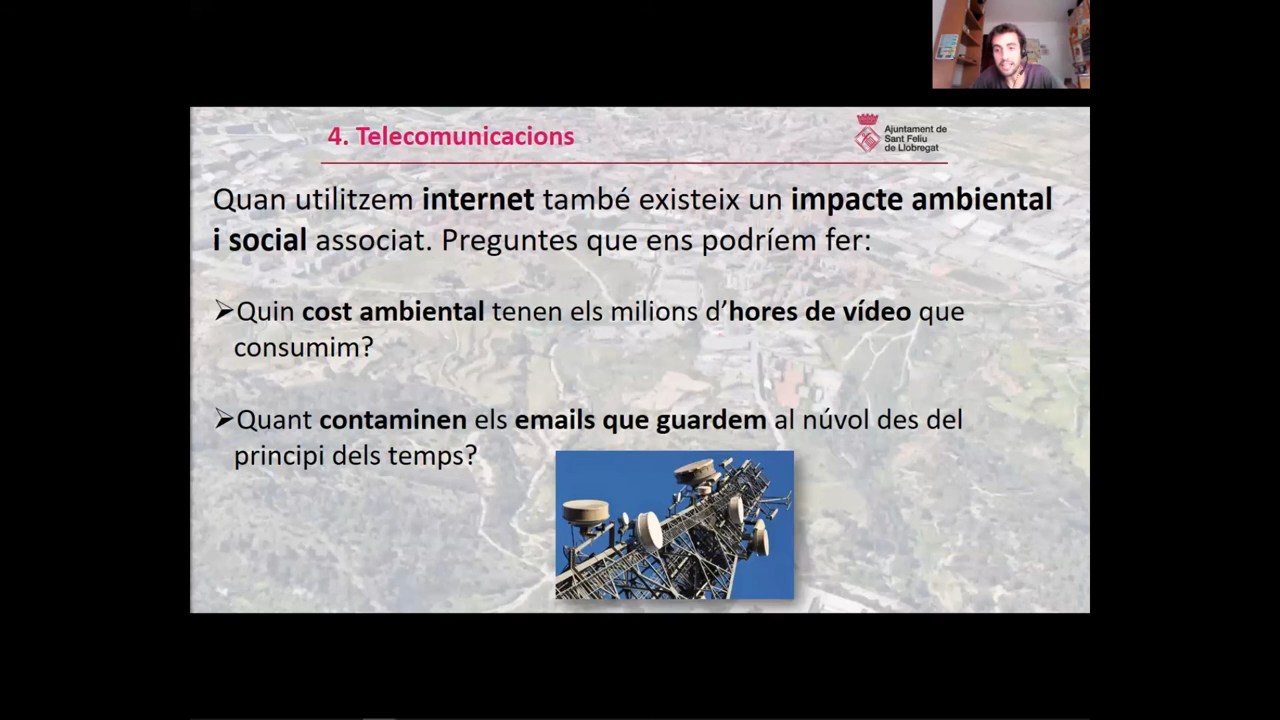 4. Telecomunicacions
Ajuntament de
Sant Feliu
de Llobregat
Quan utilitzem internet també existeix un impacte ambiental
i social associat. Preguntes que ens podríem fer:
➢Quin cost ambiental tenen els milions d’hores de vídeo que
consumim?
➢Quant contaminen els emails que guardem al núvol des del
principi dels temps?